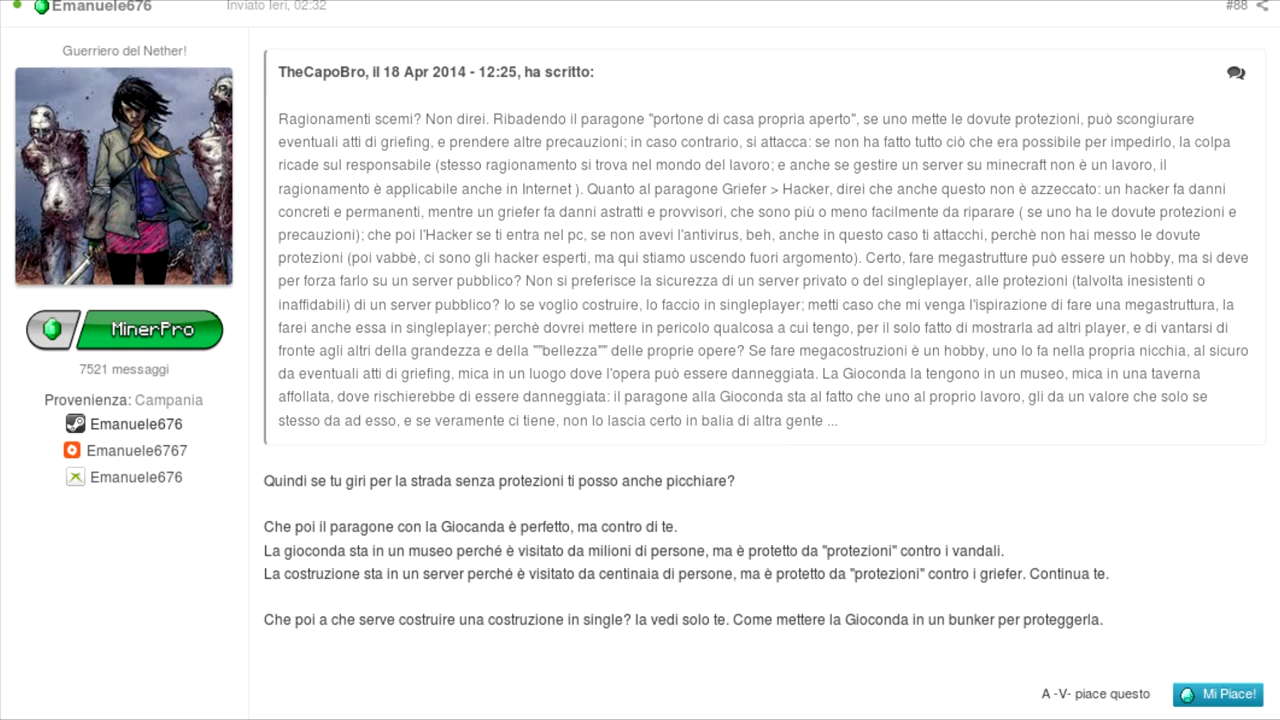 Emanuele676
Inviato Ieri, 02:32
#88
Guerriero del Nether!
MinerPro
7521 messaggi
Provenienza: Campania
Emanuele676
Emanuele6767
Emanuele676
TheCapoBro, il 18 Apr 2014 - 12:25, ha scritto:
Ragionamenti scemi? Non direi. Ribadendo il paragone "portone di casa propria aperto", se uno mette le dovute protezioni, può scongiurare
eventuali atti di griefing, e prendere altre precauzioni; in caso contrario, si attacca: se non ha fatto tutto ciò che era possibile per impedirlo, la colpa
ricade sul responsabile (stesso ragionamento si trova nel mondo del lavoro; e anche se gestire un server su minecraft non è un lavoro, il
ragionamento è applicabile anche in Internet ). Quanto al paragone Griefer > Hacker, direi che anche questo non è azzeccato: un hacker fa danni
concreti e permanenti, mentre un griefer fa danni astratti e provvisori, che sono più o meno facilmente da riparare ( se uno ha le dovute protezioni e
precauzioni); che poi l'Hacker se ti entra nel pc, se non avevi l'antivirus, beh, anche in questo caso ti attacchi, perchè non hai messo le dovute
protezioni (poi vabbè, ci sono gli hacker esperti, ma qui stiamo uscendo fuori argomento). Certo, fare megastrutture può essere un hobby, ma si deve
per forza farlo su un server pubblico? Non si preferisce la sicurezza di un server privato o del singleplayer, alle protezioni (talvolta inesistenti o
inaffidabili) di un server pubblico? Io se voglio costruire, lo faccio in singleplayer; metti caso che mi venga l'ispirazione di fare una megastruttura, la
farei anche essa in singleplayer; perchè dovrei mettere in pericolo qualcosa a cui tengo per il solo fatto di mostrarla ad altri player, e di vantarsi di
fronte agli altri della grandezza e della ""bellezza"" delle proprie opere? Se fare megacostruzioni è un hobby, uno lo fa nella propria nicchia, al sicuro
da eventuali atti di griefing, mica in un luogo dove l'opera può essere danneggiata. La Gioconda la tengono in un museo, mica in una taverna
affollata, dove rischierebbe di essere danneggiata: il paragone alla Gioconda sta al fatto che uno al proprio lavoro, gli da un valore che solo se
stesso da ad esso, e se veramente ci tiene, non lo lascia certo in balia di altra gente ...
Quindi se tu giri per la strada senza protezioni ti posso anche picchiare?
Che poi il paragone con la Giocanda è perfetto, ma contro di te.
La gioconda sta in un museo perché è visitato da milioni di persone, ma è protetto da "protezioni" contro i vandali.
La costruzione sta in un server perché è visitato da centinaia di persone, ma è protetto da "protezioni" contro i griefer. Continua te.
Che poi a che serve costruire una costruzione in single? la vedi solo te. Come mettere la Gioconda in un bunker per proteggerla.
A -V- piace questo
Mi Piace!